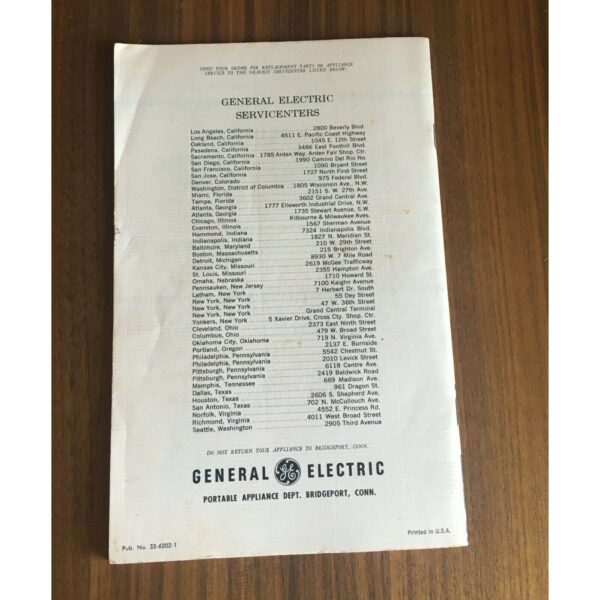 SEND YOUR ORDER FOR REPLACEMENT PARTS OR APPLIANCE
SERVICE TO THE NEAREST SERVICENTER LISTED BELOW
GENERAL ELECTRIC
SERVICENTERS
Los Angeles, California 2800 Beverly Blvd.
Long Beach, California 4511 E. Pacific Coast Highway
Oakland, California 1045 E. 12th Street
Pasadena, California 3486 East Foothill Blvd.
Sacramento, California 1785 Arden Way, Arden Fair Shop. Ctr.
San Diego, California 1990 Camino Del Rio No.
San Francisco, California 1090 Bryant Street
San Jose, California 1727 North First Street
Denver, Colorado 975 Federal Blvd.
Washington, District of Columbia 1805 Wisconsin Ave., N.W.
Miami, Florida 2151 S. W. 27th Ave.
Tampa, Florida 3602 Grand Central Ave.
Atlanta, Georgia 1777 Ellsworth Industrial Drive, N.W.
Atlanta, Georgia 1735 Stewart Avenue, S.W.
Chicago, Illinois Kilbourne & Milwaukee Aves.
Evanston, Illinois 1567 Sherman Avenue
Hammond, Indiana 7324 Indianapolis Blvd.
Indianapolis, Indiana 1827 N. Meridian St.
Baltimore, Maryland 210 W. 29th Street
Boston, Massachusetts 215 Brighton Ave.
Detroit, Michigan 8930 W. 7 Mile Road
Kansas City, Missouri 2619 McGee Trafficway
St. Louis, Missouri 2355 Hampton Ave.
Omaha, Nebraska 1710 Howard St.
Pennsauken, New Jersey 7100 Kaighn Avenue
Latham, New York 7 Herbert Dr. South
New York, New York 55 Dey Street
New York, New York 47 W. 36th Street
New York, New York Grand Central Terminal
Yonkers, New York 5 Xavier Drive, Cross Cty. Shop. Ctr.
Cleveland, Ohio 2373 East Ninth Street
Columbus, Ohio 479 W. Broad Street
Oklahoma City, Oklahoma 719 N. Virginia Ave.
Portland, Oregon 2137 E. Burnside
Philadelphia, Pennsylvania 5542 Chestnut St.
Philadelphia, Pennsylvania 2010 Levick Street
Pittsburgh, Pennsylvania 6118 Centre Ave.
Pittsburgh, Pennsylvania 2419 Baldwick Road
Memphis, Tennessee 669 Madison Ave.
Dallas, Texas 961 Dragon St.
Houston, Texas 2606 S. Shepherd Ave.
San Antonio, Texas 702 N. McCullouch Ave.
Norfolk, Virginia 4552 E. Princess Rd.
Richmond, Virginia 4011 West Broad Street
Seattle, Washington 2905 Third Avenue
DO NOT RETURN YOUR APPLIANCE TO BRIDGEPORT, CONN.
GENERAL GE ELECTRIC
PORTABLE APPLIANCE DEPT. BRIDGEPORT, CONN.
Pub. No. 33-6202-1
Printed in U.S.A.